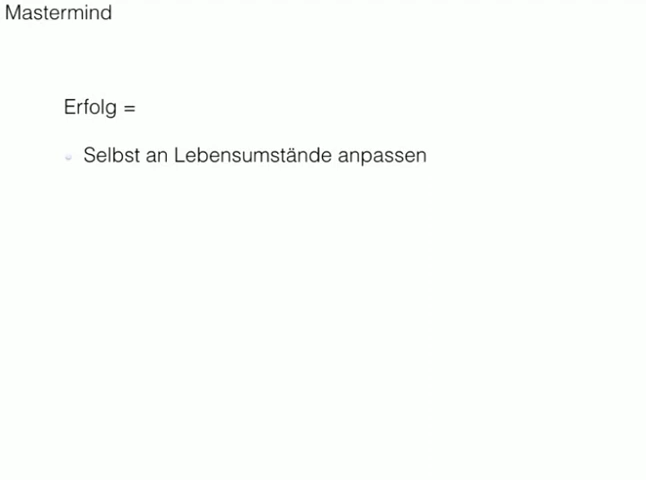 Mastermind
Erfolg =
Selbst an Lebensumstände anpassen